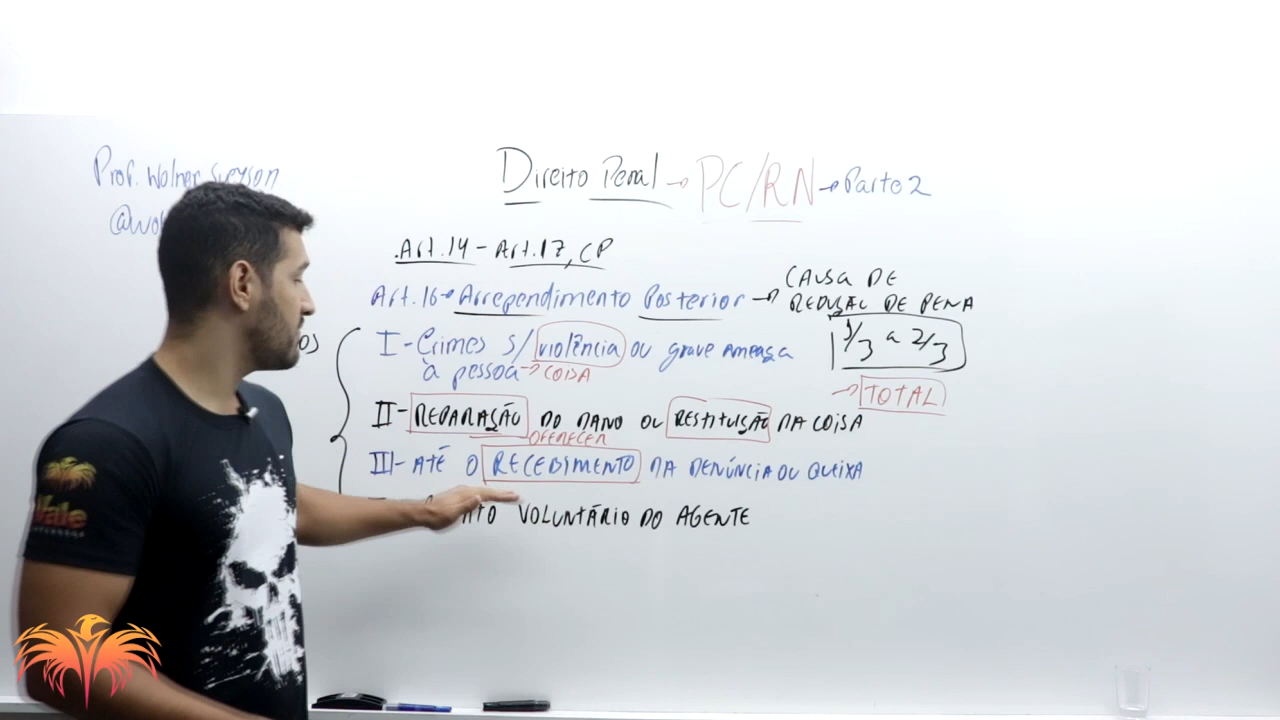 Prof. Wolner Sueyson
Direito Penal → PC/RN → Parte 2
Art.14 - Art.17, CP
Art.16 → Arrependimento Posterior → CAUSA DE
REDUÇÃO DE PENA
1/3 a 2/3
→ TOTAL
I - Crimes s/ violência ou grave ameaça
à pessoa → COISA
II - REPARAÇÃO DO DANO OU RESTITUIÇÃO DA COISA
OFERECER
III - ATÉ O RECEBIMENTO DA DENÚNCIA OU QUEIXA
VOLUNTÁRIO DO AGENTE
Vale